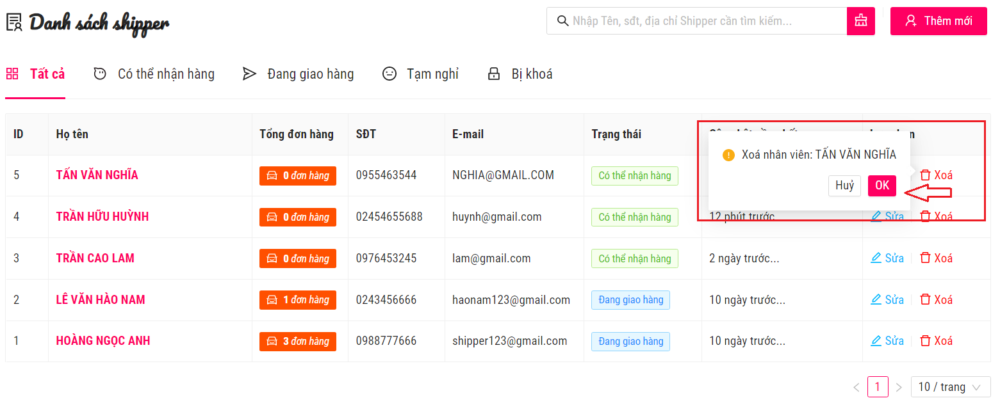 Danh sách shipper
Nhập Tên, sđt, địa chỉ Shipper cần tìm kiếm...
Thêm mới
Tất cả
Có thể nhận hàng
Đang giao hàng
Tạm nghỉ
Bị khoá
ID Họ tên Tổng đơn hàng SĐT E-mail Trạng thái
Xoá nhân viên: TẤN VĂN NGHĨA
Huỷ OK
5 TẤN VĂN NGHĨA 0 đơn hàng 0955463544 NGHIA@GMAIL.COM Có thể nhận hàng Xoá
4 TRẦN HỮU HUỲNH 0 đơn hàng 02454655688 huynh@gmail.com Có thể nhận hàng 12 phút trước Sửa Xoá
3 TRẦN CAO LAM 0 đơn hàng 0976453245 lam@gmail.com Có thể nhận hàng 2 ngày trước... Sửa Xoá
2 LÊ VĂN HÀO NAM 1 đơn hàng 0243456666 haonam123@gmail.com Đang giao hàng 10 ngày trước... Sửa Xoá
1 HOÀNG NGỌC ANH 3 đơn hàng 0988777666 shipper123@gmail.com Đang giao hàng 10 ngày trước... Sửa Xoá
1 10 / trang